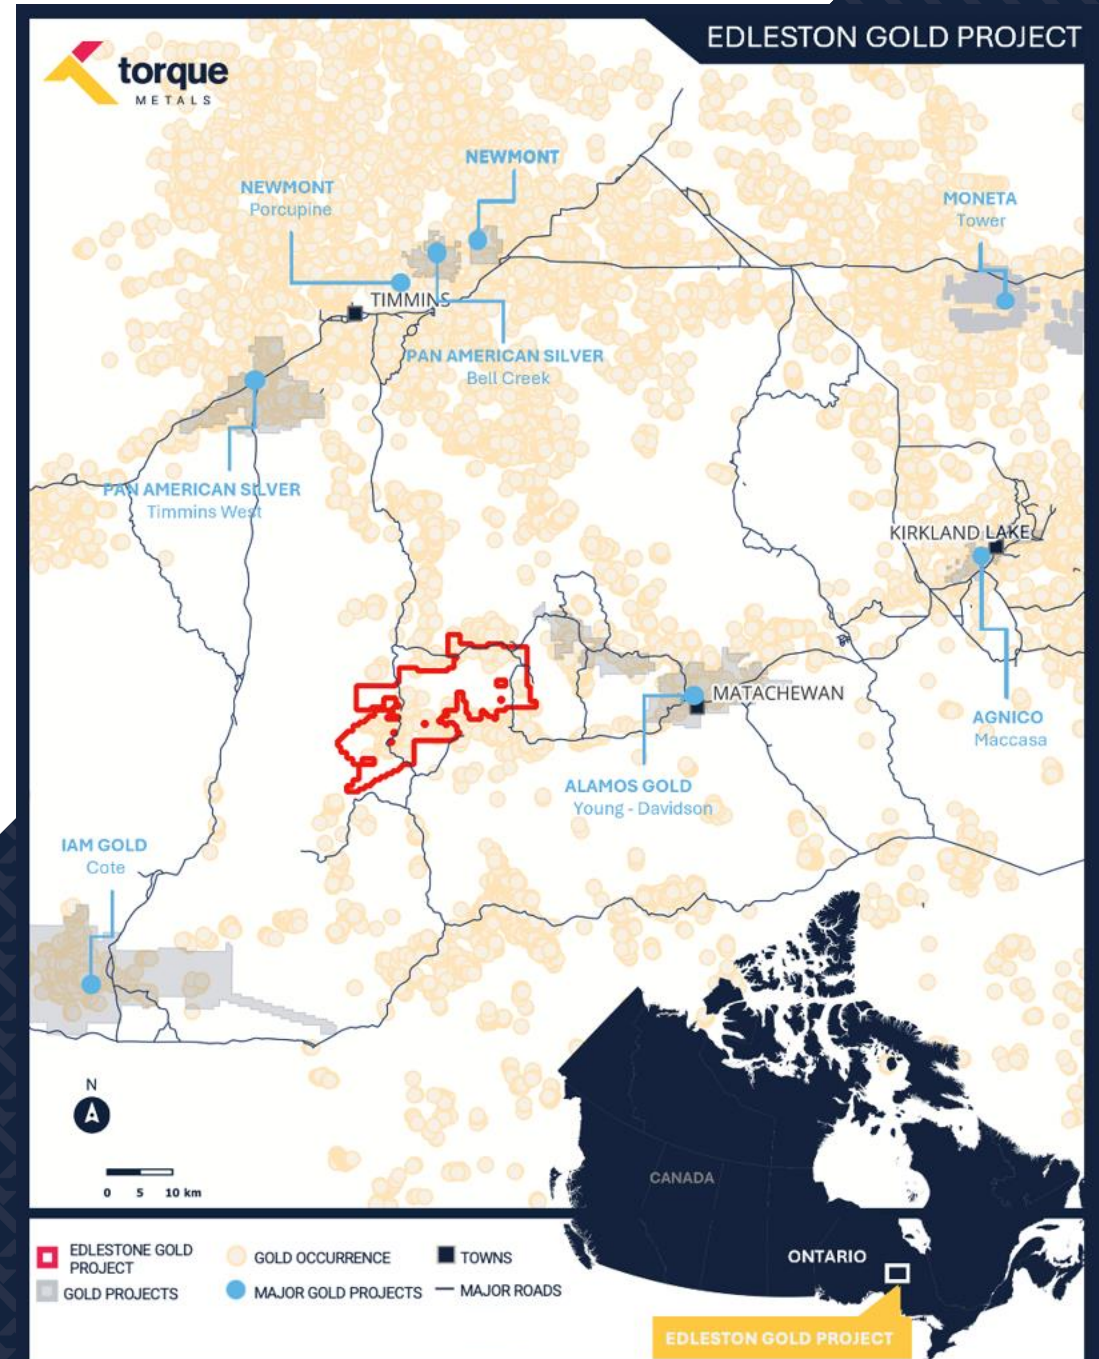 EDLESTON GOLD PROJECT
torque
METALS
NEWMONT
NEWMONT
Porcupine
MONETA
Tower
TIMMINS
PAN AMERICAN SILVER
Bell Creek
PAN AMERICAN SILVER
Timmins West
KIRKLAND LAKE
MATACHEWAN
AGNICO
Maccasa
ALAMOS GOLD
Young - Davidson
IAM GOLD
Cote
N
0 5 10 km
CANADA
ONTARIO
EDLESTON GOLD PROJECT
EDLESTONE GOLD
PROJECT
GOLD OCCURRENCE
TOWNS
GOLD PROJECTS
MAJOR GOLD PROJECTS
MAJOR ROADS